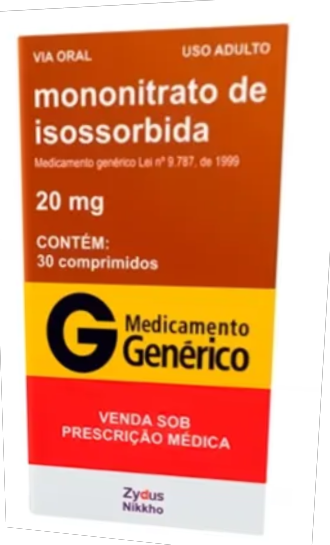 VIA ORAL USO ADULTO
mononitrato de
isossorbida
Medicamento genérico Lei nº 9.787, de 1999
20 mg
CONTÉM:
30 comprimidos
G Medicamento
Genérico
VENDA SOB
PRESCRIÇÃO MÉDICA
Zydus
Nikkho